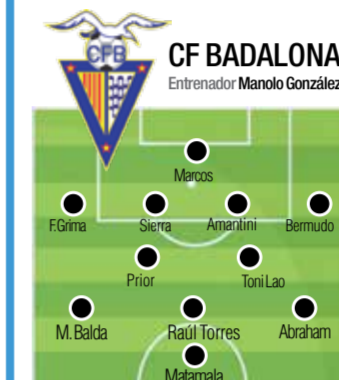 CFB
CF BADALONA
Entrenador Manolo González
Marcos
F.Grima Sierra Amantini Bermudo
Prior Toni Lao
M. Balda Raúl Torres Abraham
Matamala